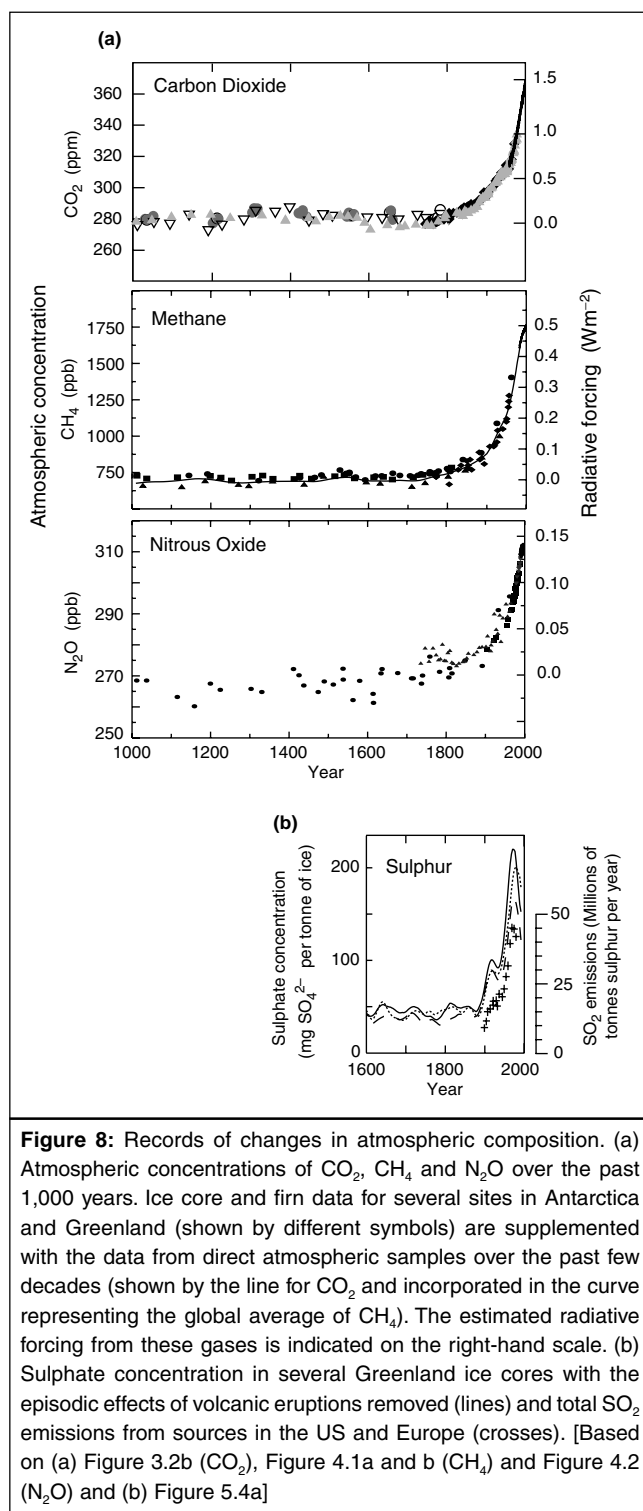 (a)
Carbon Dioxide
CO₂ (ppm)
360
340
320
300
280
260
1.5
1.0
0.5
0.0
Atmospheric concentration
Radiative forcing (Wm⁻²)
Methane
CH₄ (ppb)
1750
1500
1250
1000
750
0.5
0.4
0.3
0.2
0.1
0.0
Nitrous Oxide
N₂O (ppb)
310
290
270
250
0.15
0.10
0.05
0.0
1000 1200 1400 1600 1800 2000
Year
(b)
Sulphur
Sulphate concentration
(mg SO₄²⁻ per tonne of ice)
200
100
0
50
25
0
SO₂ emissions (Millions of
tonnes sulphur per year)
1600 1800 2000
Year
Figure 8: Records of changes in atmospheric composition. (a)
Atmospheric concentrations of CO₂, CH₄ and N₂O over the past
1,000 years. Ice core and firn data for several sites in Antarctica
and Greenland (shown by different symbols) are supplemented
with the data from direct atmospheric samples over the past few
decades (shown by the line for CO₂ and incorporated in the curve
representing the global average of CH₄). The estimated radiative
forcing from these gases is indicated on the right-hand scale. (b)
Sulphate concentration in several Greenland ice cores with the
episodic effects of volcanic eruptions removed (lines) and total SO₂
emissions from sources in the US and Europe (crosses). [Based
on (a) Figure 3.2b (CO₂), Figure 4.1a and b (CH₄) and Figure 4.2
(N₂O) and (b) Figure 5.4a]